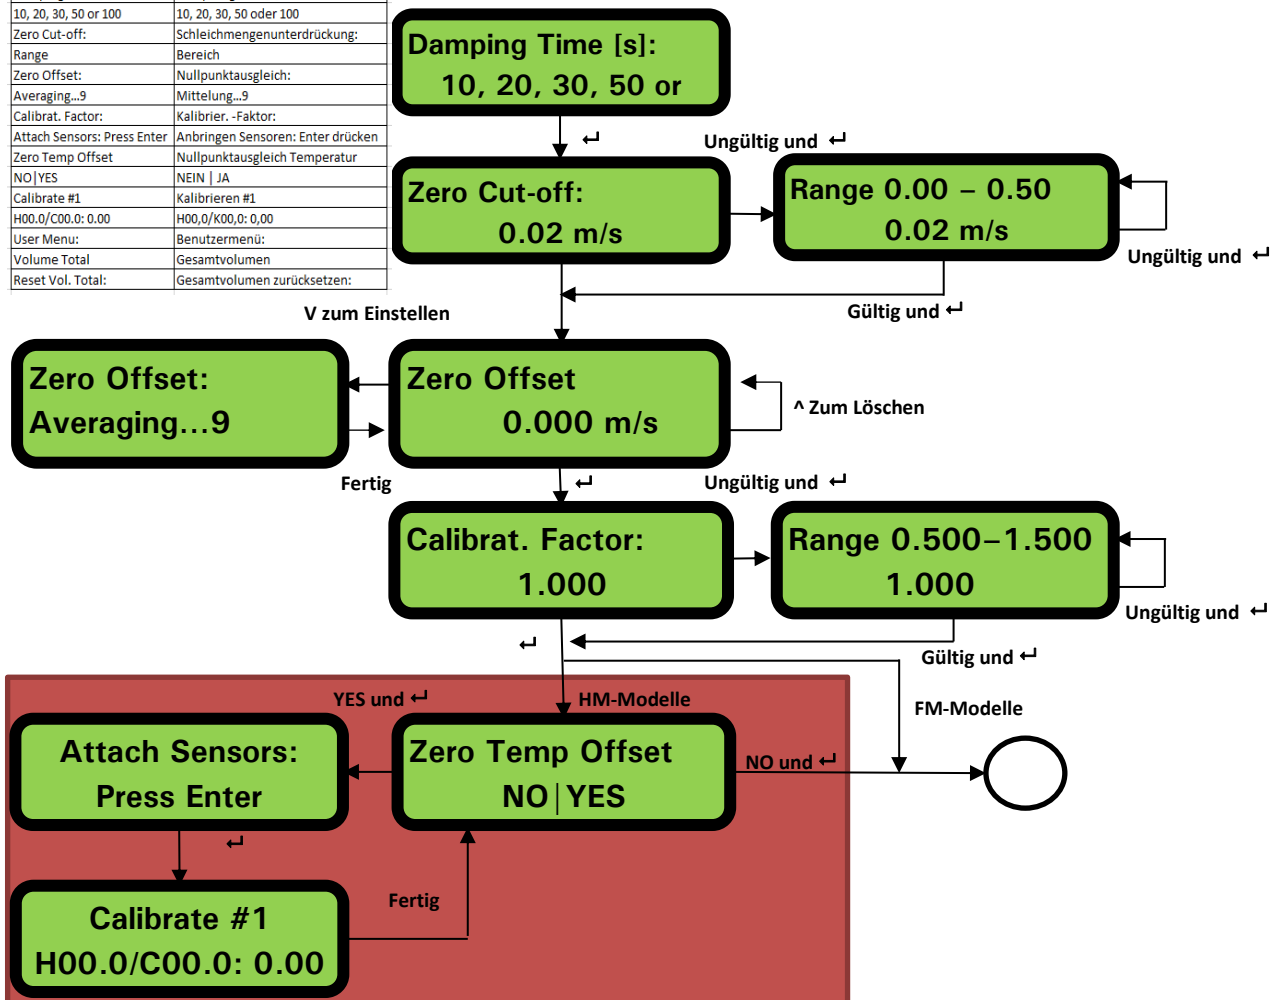 10, 20, 30, 50 or 100 10, 20, 30, 50 oder 100
Zero Cut-off: Schleichmengenunterdrückung:
Range Bereich
Zero Offset: Nullpunktausgleich:
Averaging...9 Mittelung...9
Calibrat. Factor: Kalibrier. -Faktor:
Attach Sensors: Press Enter Anbringen Sensoren: Enter drücken
Zero Temp Offset Nullpunktausgleich Temperatur
NO|YES NEIN | JA
Calibrate #1 Kalibrieren #1
H00.0/C00.0: 0.00 H00,0/K00,0: 0,00
User Menu: Benutzermenü:
Volume Total Gesamtvolumen
Reset Vol. Total: Gesamtvolumen zurücksetzen:
Damping Time [s]:
10, 20, 30, 50 or
↵
Ungültig und ↵
Zero Cut-off:
0.02 m/s
Range 0.00 – 0.50
0.02 m/s
Ungültig und ↵
Gültig und ↵
V zum Einstellen
Zero Offset:
Averaging...9
Zero Offset
0.000 m/s
^ Zum Löschen
Fertig
↵
Ungültig und ↵
Calibrat. Factor:
1.000
Range 0.500–1.500
1.000
Ungültig und ↵
↵
Gültig und ↵
YES und ↵
HM-Modelle
FM-Modelle
Attach Sensors:
Press Enter
Zero Temp Offset
NO|YES
NO und ↵
↵
Fertig
Calibrate #1
H00.0/C00.0: 0.00